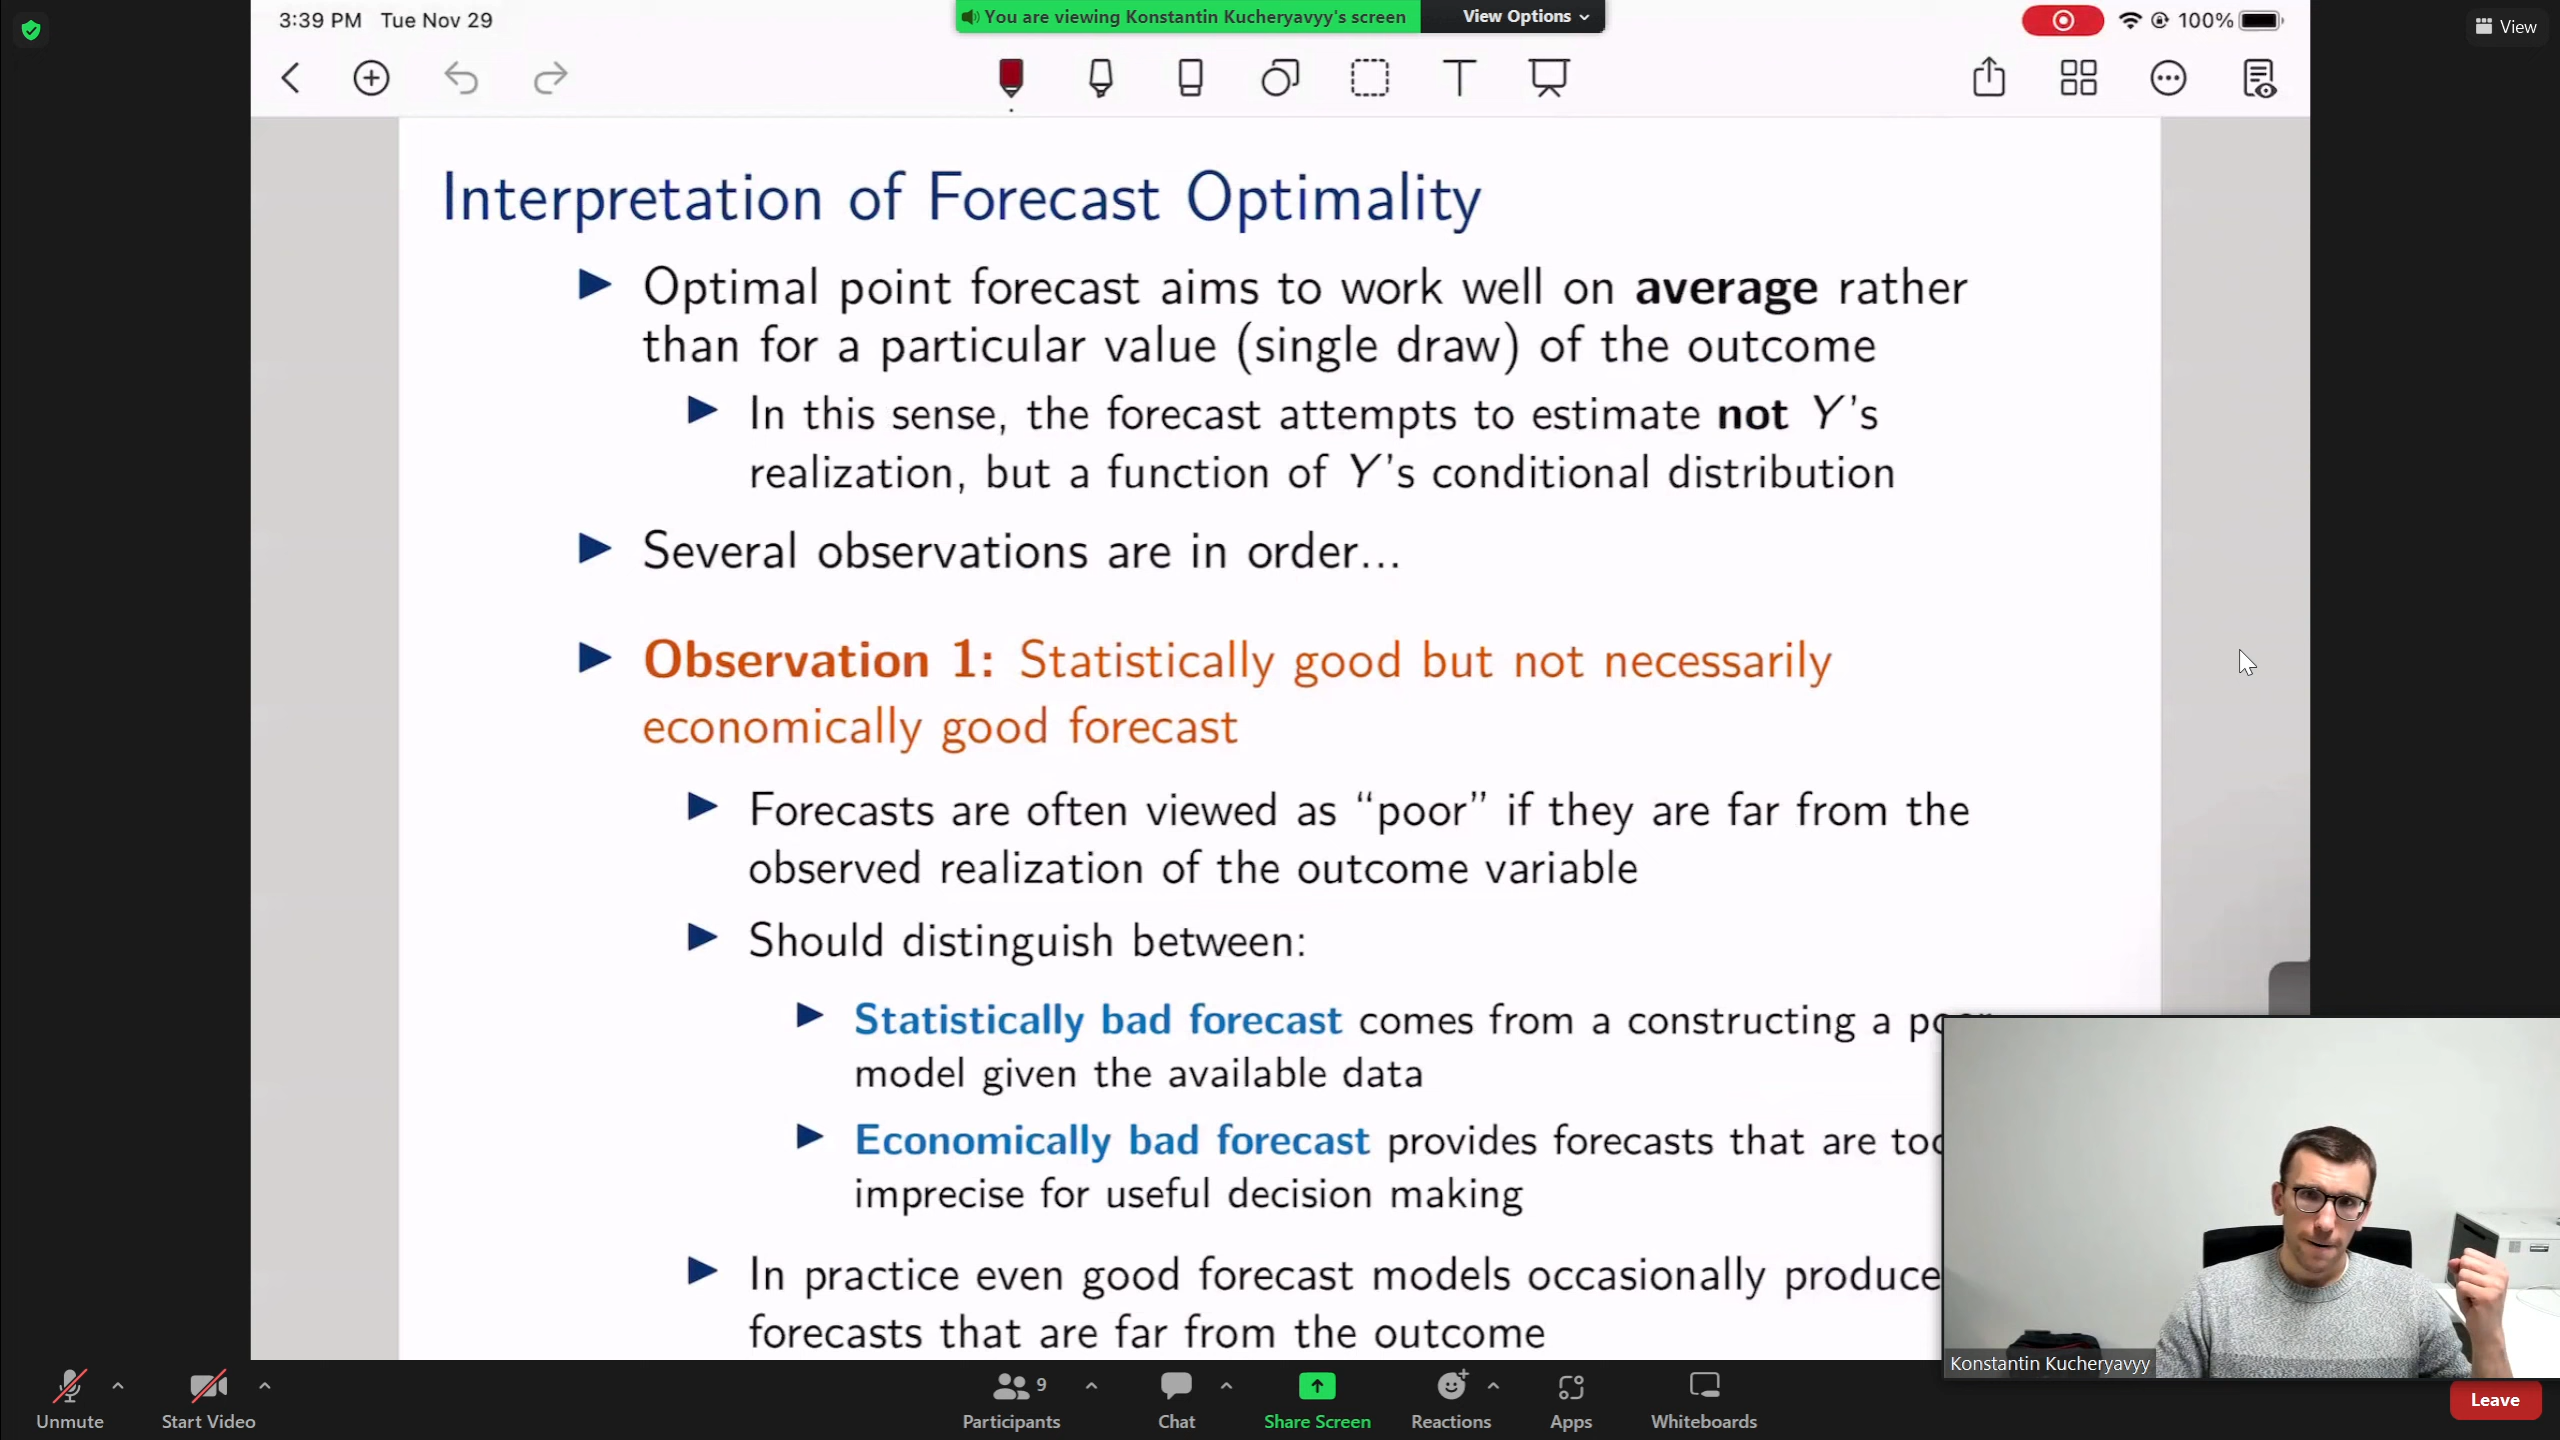 3:39 PM Tue Nov 29
You are viewing Konstantin Kucheryavyy's screen
View Options
100%
View
Interpretation of Forecast Optimality
Optimal point forecast aims to work well on average rather
than for a particular value (single draw) of the outcome
In this sense, the forecast attempts to estimate not Y's
realization, but a function of Y's conditional distribution
Several observations are in order...
Observation 1: Statistically good but not necessarily
economically good forecast
Forecasts are often viewed as “poor” if they are far from the
observed realization of the outcome variable
Should distinguish between:
Statistically bad forecast comes from a constructing a poor
model given the available data
Economically bad forecast provides forecasts that are too
imprecise for useful decision making
In practice even good forecast models occasionally produce
forecasts that are far from the outcome
Konstantin Kucheryavyy
Unmute
Start Video
9
Participants
Chat
Share Screen
Reactions
Apps
Whiteboards
Leave